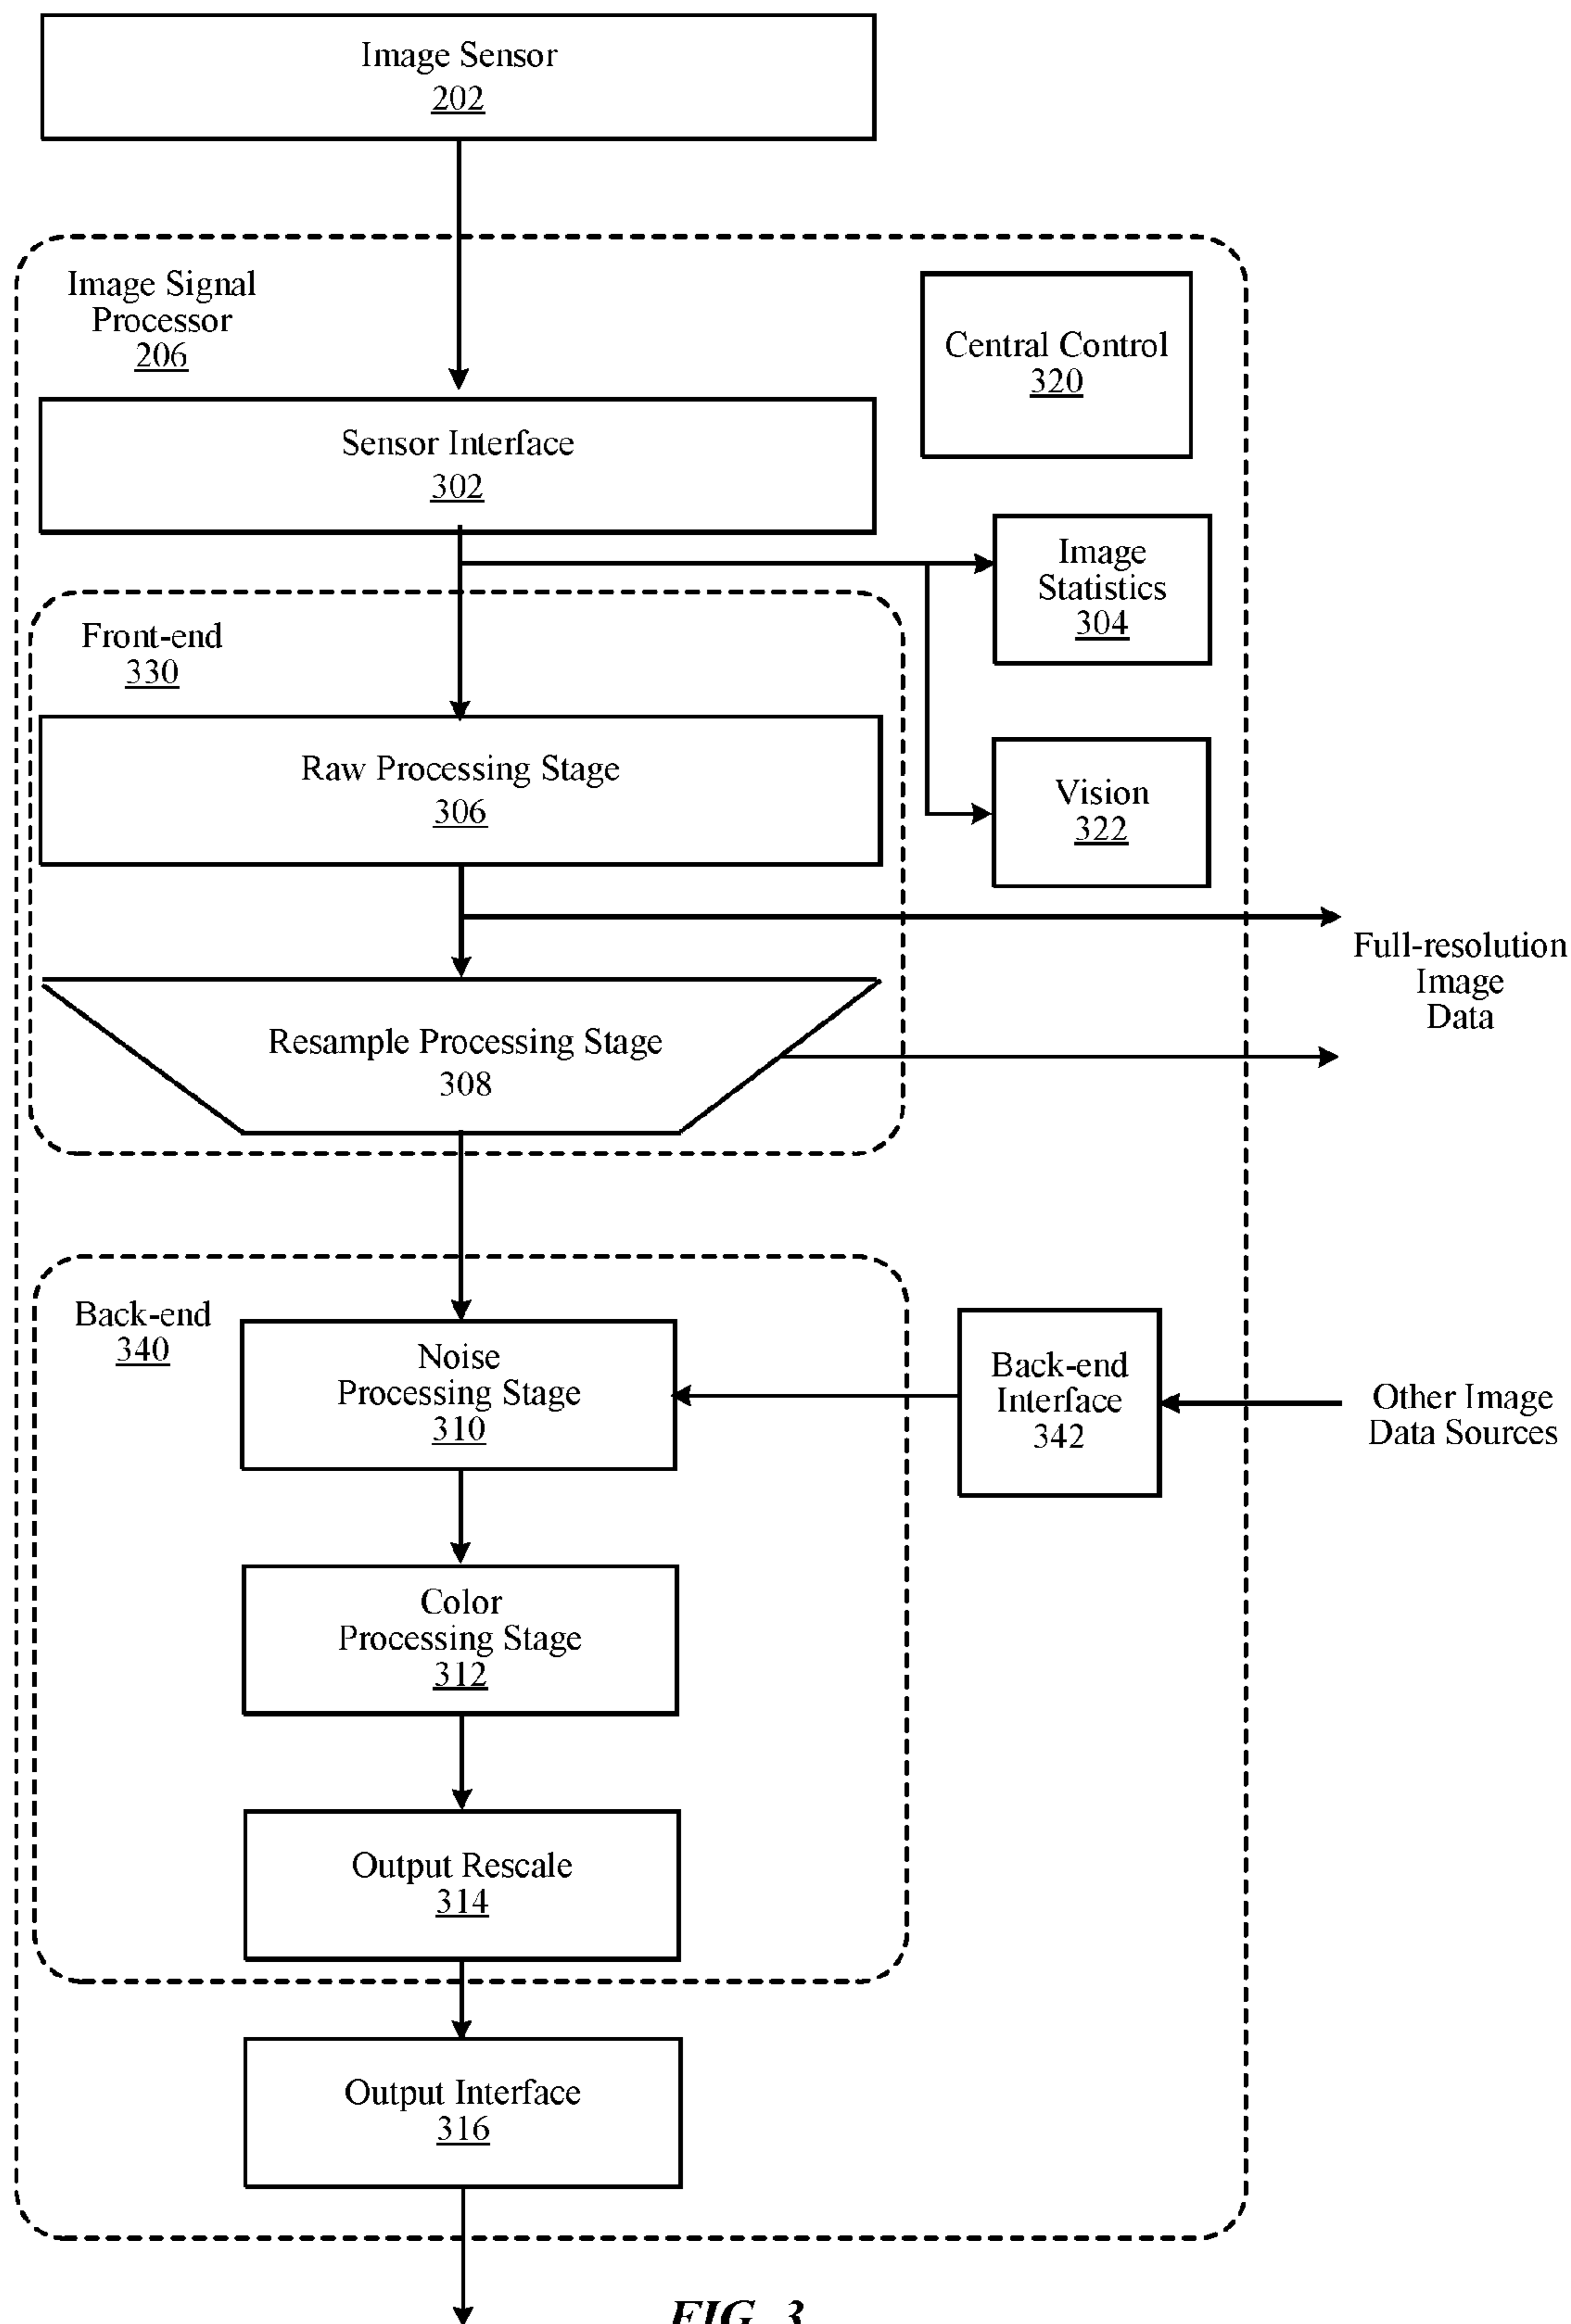 Image Sensor
202
Image Signal
Processor
206
Central Control
320
Sensor Interface
302
Image
Statistics
304
Front-end
330
Raw Processing Stage
306
Vision
322
Full-resolution
Image
Data
Resample Processing Stage
308
Back-end
340
Noise
Processing Stage
310
Back-end
Interface
342
Other Image
Data Sources
Color
Processing Stage
312
Output Rescale
314
Output Interface
316
FIG. 3